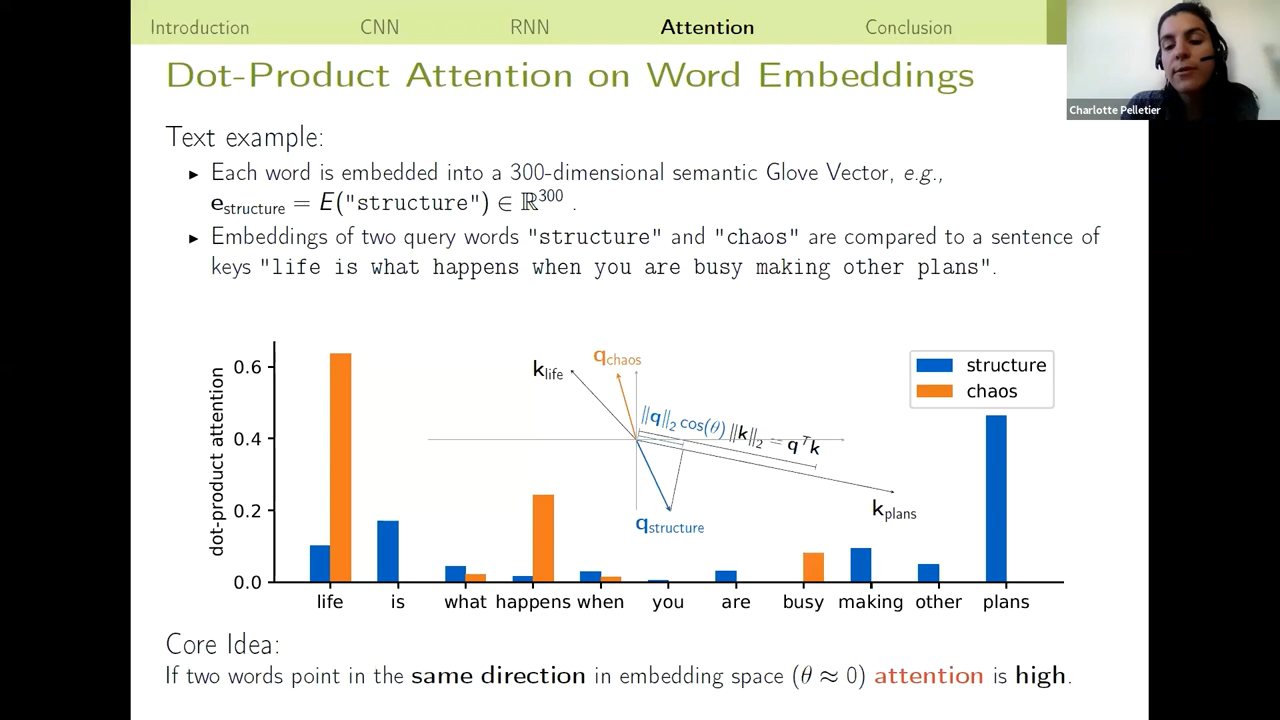 Introduction CNN RNN Attention Conclusion
Charlotte Pelletier
Dot-Product Attention on Word Embeddings
Text example:
► Each word is embedded into a 300-dimensional semantic Glove Vector, e.g.,
e_structure = E("structure") ∈ ℝ^300 .
► Embeddings of two query words "structure" and "chaos" are compared to a sentence of
keys "life is what happens when you are busy making other plans".
dot-product attention
0.6
0.4
0.2
0.0
k_life
q_chaos
‖q‖₂ cos(θ) ‖k‖₂ = qᵀk
q_structure
k_plans
structure
chaos
life is what happens when you are busy making other plans
Core Idea:
If two words point in the same direction in embedding space (θ ≈ 0) attention is high.